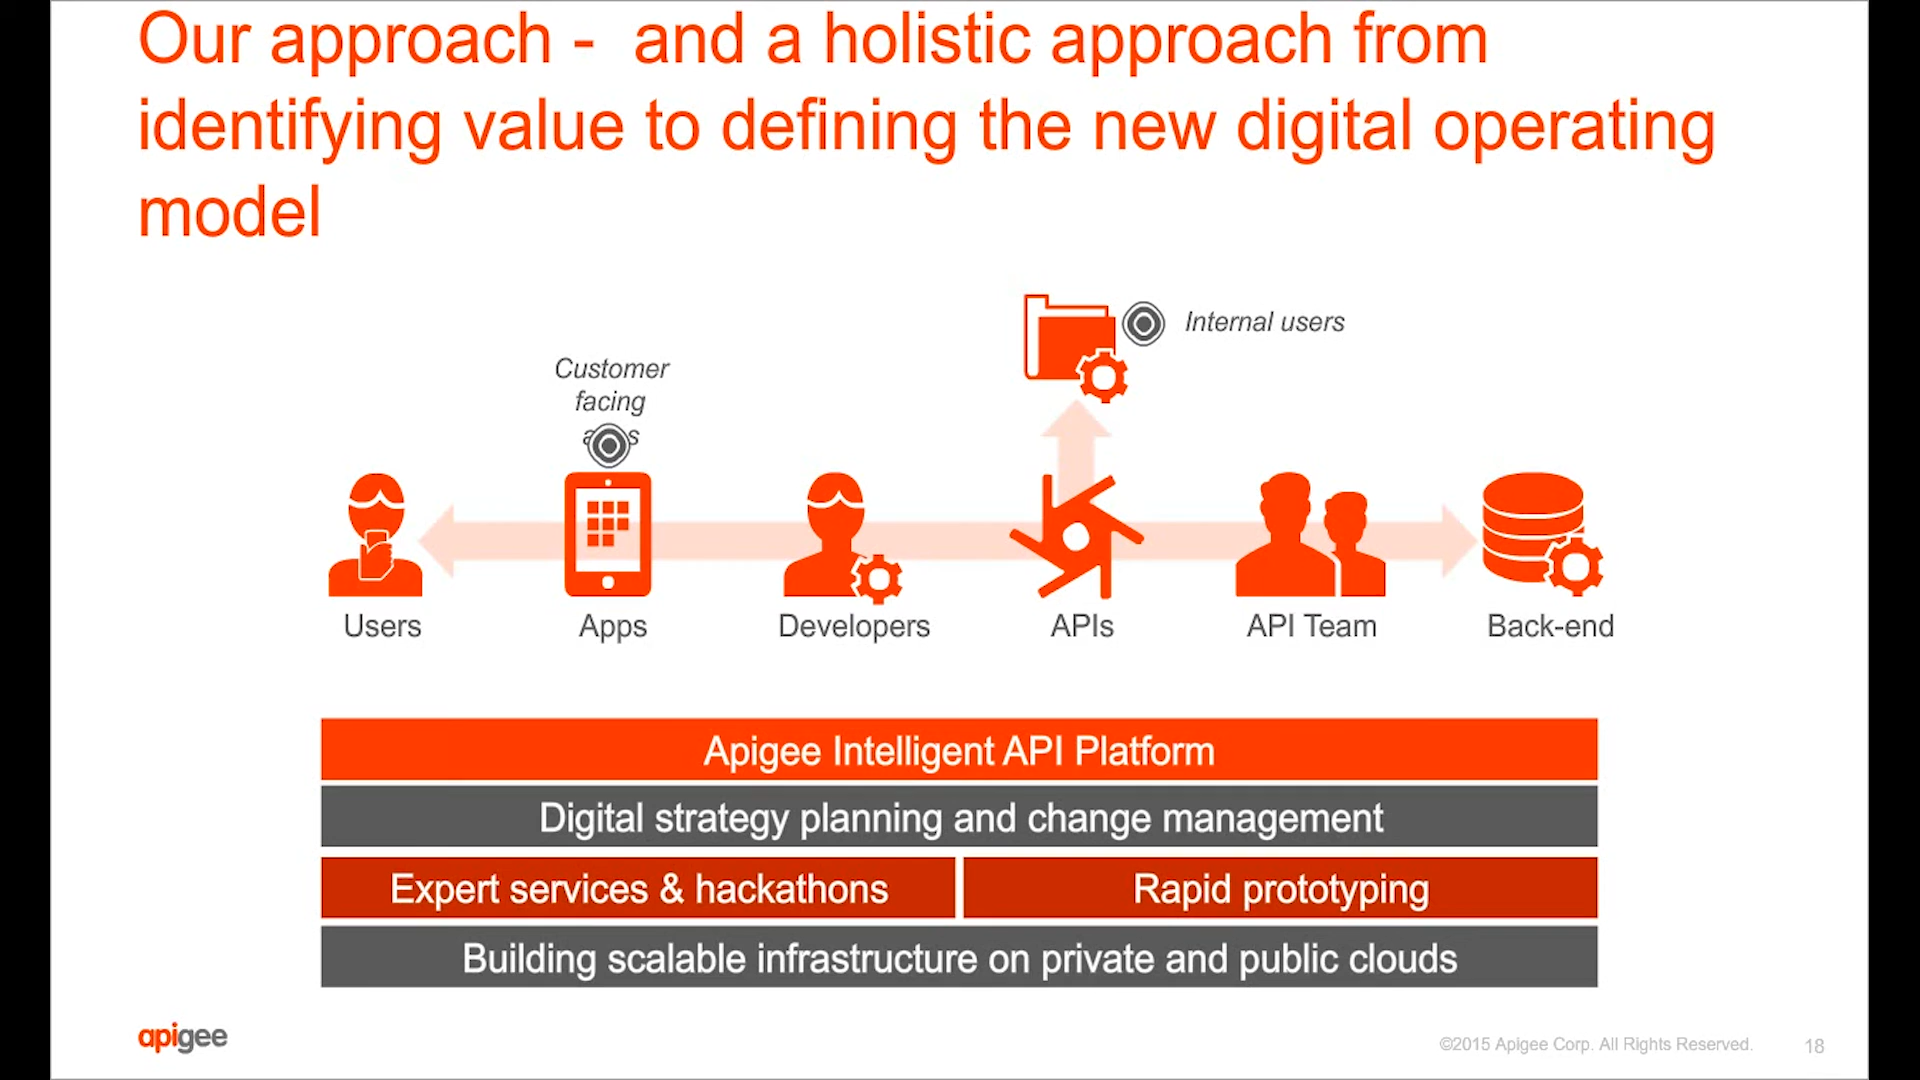 Our approach - and a holistic approach from
identifying value to defining the new digital operating
model
Internal users
Customer
facing
Users
Apps
Developers
APIs
API Team
Back-end
Apigee Intelligent API Platform
Digital strategy planning and change management
Expert services & hackathons
Rapid prototyping
Building scalable infrastructure on private and public clouds
apigee
©2015 Apigee Corp. All Rights Reserved.
18